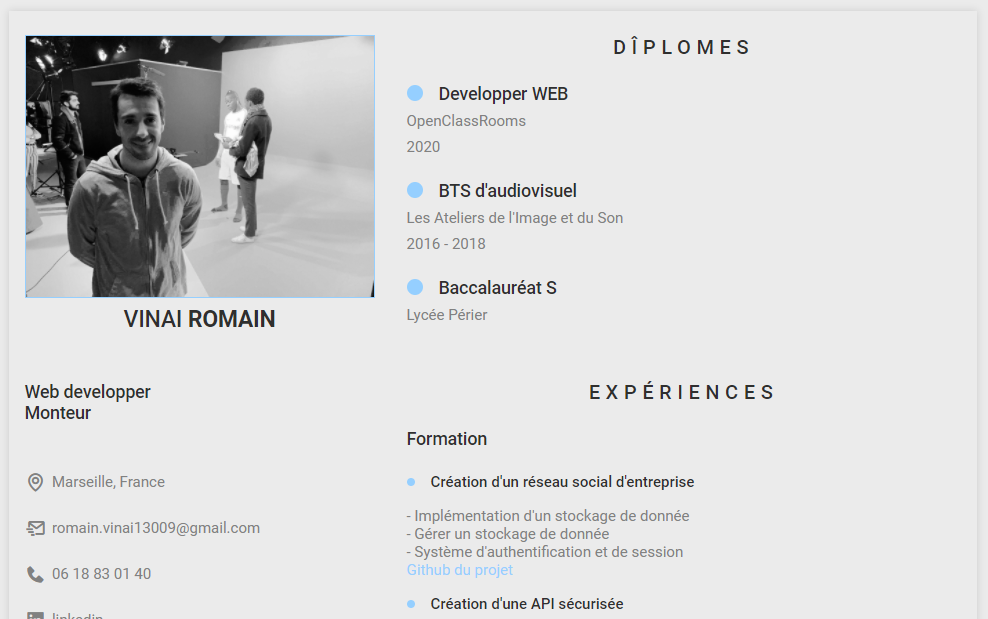 VINAI ROMAIN
Web developper
Monteur
Marseille, France
romain.vinai13009@gmail.com
06 18 83 01 40
linkedin
DÎPLOMES
Developper WEB
OpenClassRooms
2020
BTS d'audiovisuel
Les Ateliers de l'Image et du Son
2016 - 2018
Baccalauréat S
Lycée Périer
EXPÉRIENCES
Formation
Création d'un réseau social d'entreprise
- Implémentation d'un stockage de donnée
- Gérer un stockage de donnée
- Système d'authentification et de session
Github du projet
Création d'une API sécurisée